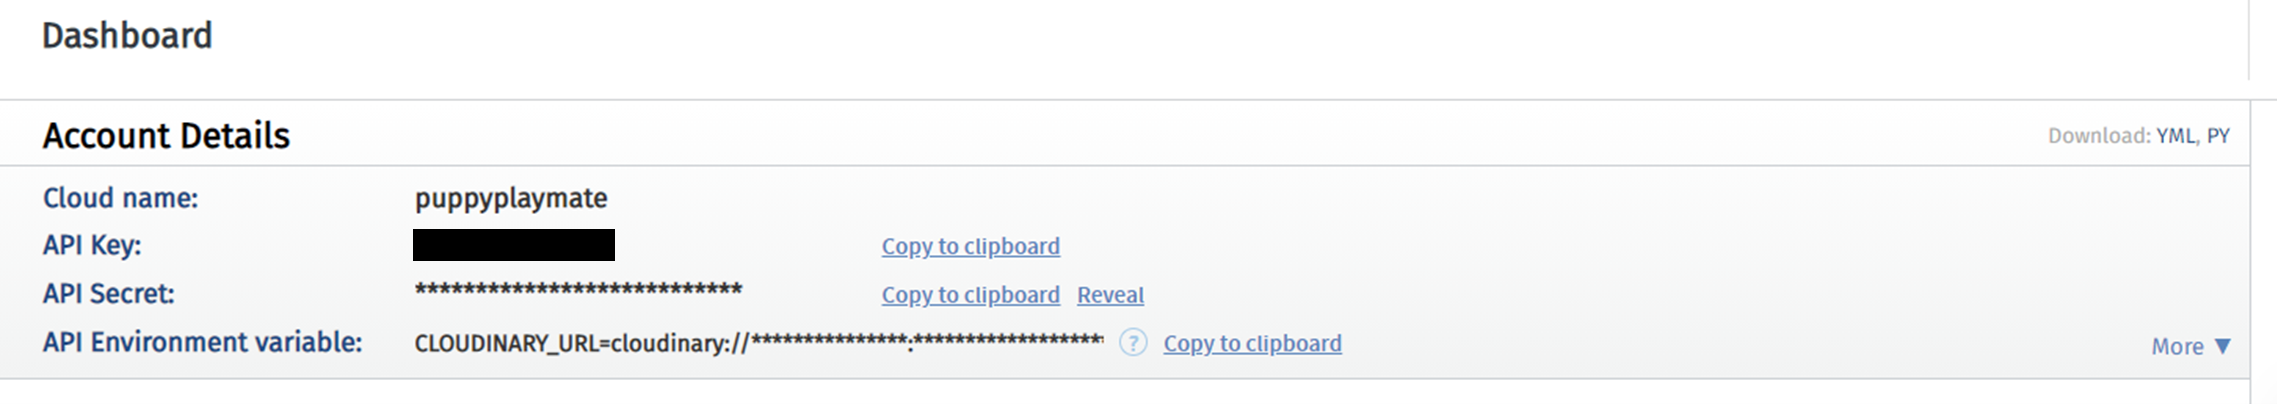 Dashboard
Account Details
Download: YML, PY
Cloud name: puppyplaymate
API Key: Copy to clipboard
API Secret: *************************** Copy to clipboard Reveal
API Environment variable: CLOUDINARY_URL=cloudinary://***************:****************** ? Copy to clipboard
More ▼